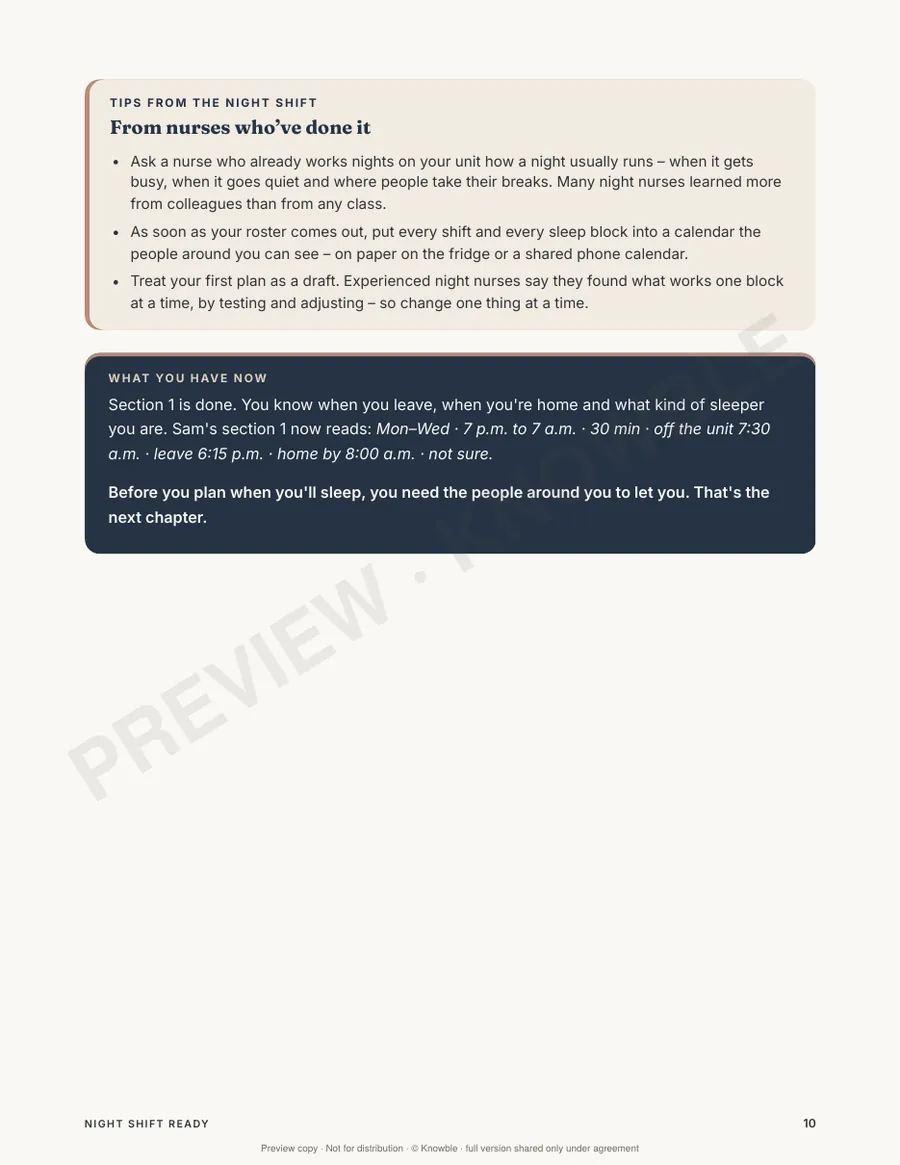 TIPS FROM THE NIGHT SHIFT
From nurses who’ve done it
• Ask a nurse who already works nights on your unit how a night usually runs – when it gets
busy, when it goes quiet and where people take their breaks. Many night nurses learned more
from colleagues than from any class.
• As soon as your roster comes out, put every shift and every sleep block into a calendar the
people around you can see – on paper on the fridge or a shared phone calendar.
• Treat your first plan as a draft. Experienced night nurses say they found what works one block
at a time, by testing and adjusting – so change one thing at a time.
WHAT YOU HAVE NOW
Section 1 is done. You know when you leave, when you're home and what kind of sleeper
you are. Sam's section 1 now reads: Mon–Wed · 7 p.m. to 7 a.m. · 30 min · off the unit 7:30
a.m. · leave 6:15 p.m. · home by 8:00 a.m. · not sure.
Before you plan when you'll sleep, you need the people around you to let you. That's the
next chapter.
PREVIEW · KNOWBLE
NIGHT SHIFT READY
10
Preview copy · Not for distribution · © Knowble · full version shared only under agreement